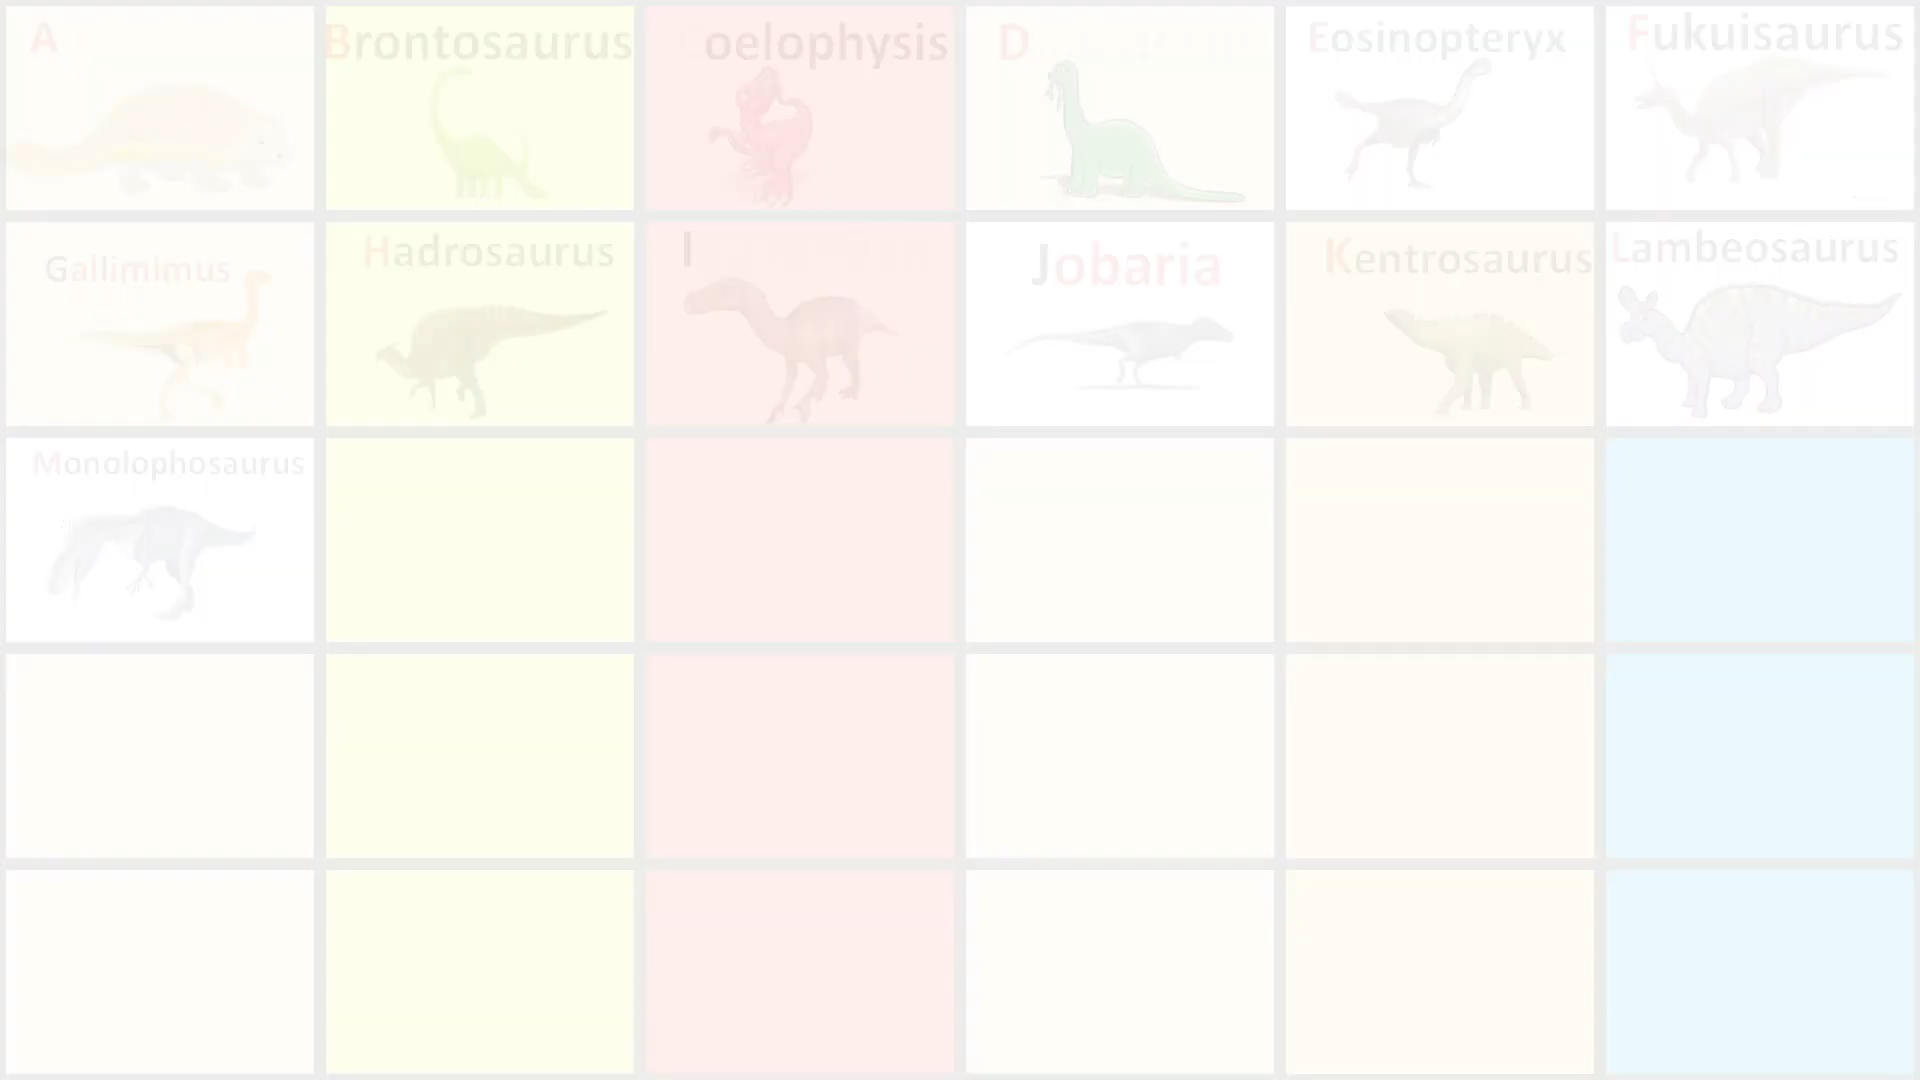 A
Brontosaurus
oelophysis
D
Eosinopteryx
Fukuisaurus
Gallimimus
Hadrosaurus
I
Jobaria
Kentrosaurus
Lambeosaurus
Monolophosaurus